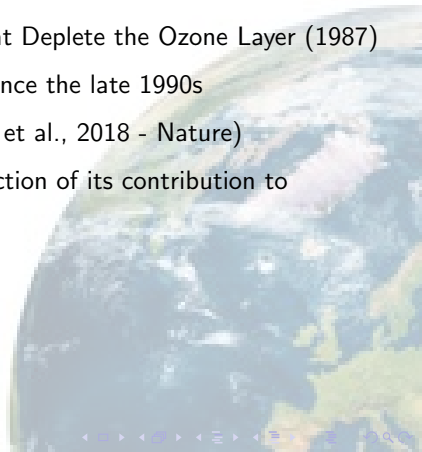 t Deplete the Ozone Layer (1987)
nce the late 1990s
et al., 2018 - Nature)
ction of its contribution to